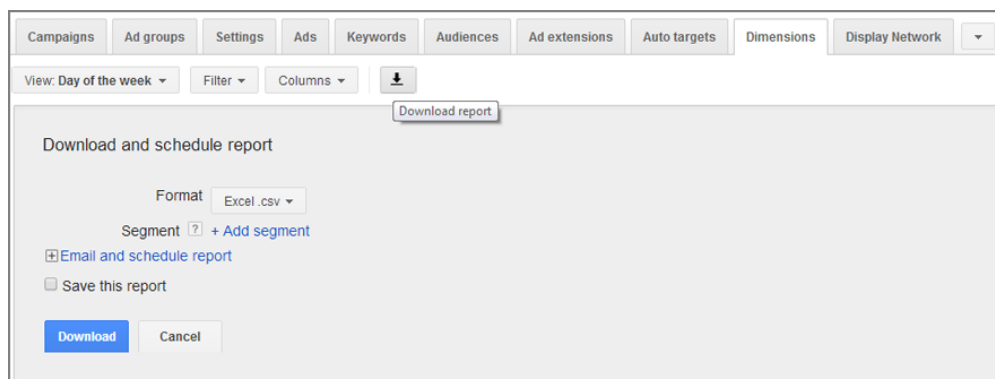 Campaigns Ad groups Settings Ads Keywords Audiences Ad extensions Auto targets Dimensions Display Network
View: Day of the week Filter Columns
Download report
Download and schedule report
Format Excel .csv
Segment ? + Add segment
Email and schedule report
Save this report
Download Cancel